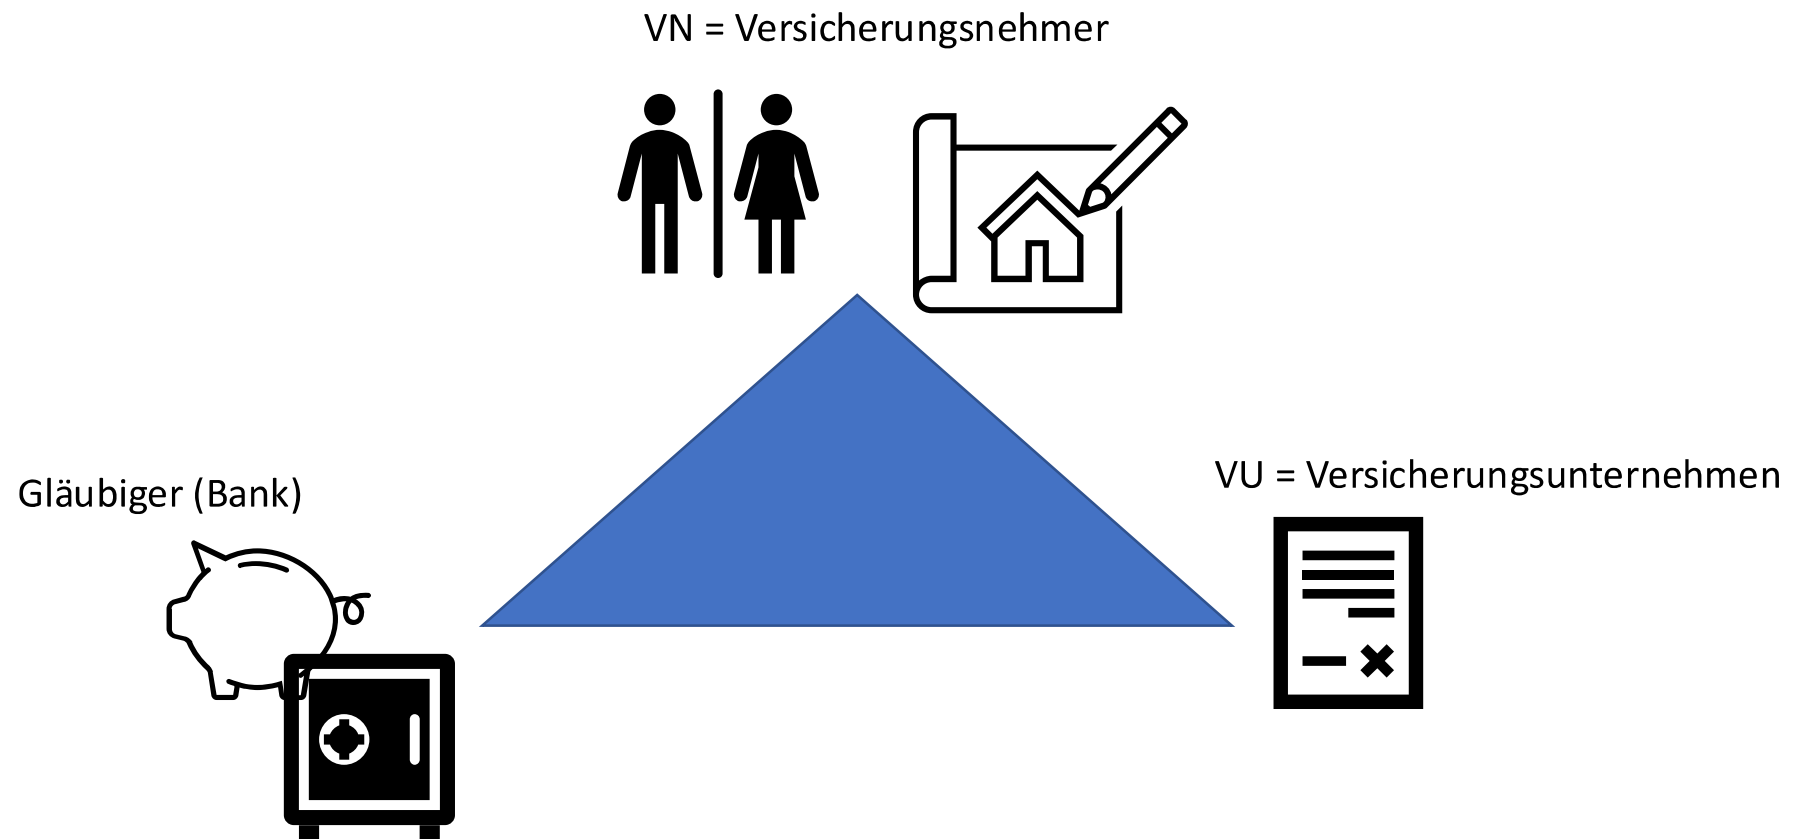 VN = Versicherungsnehmer
VU = Versicherungsunternehmen
Gläubiger (Bank)